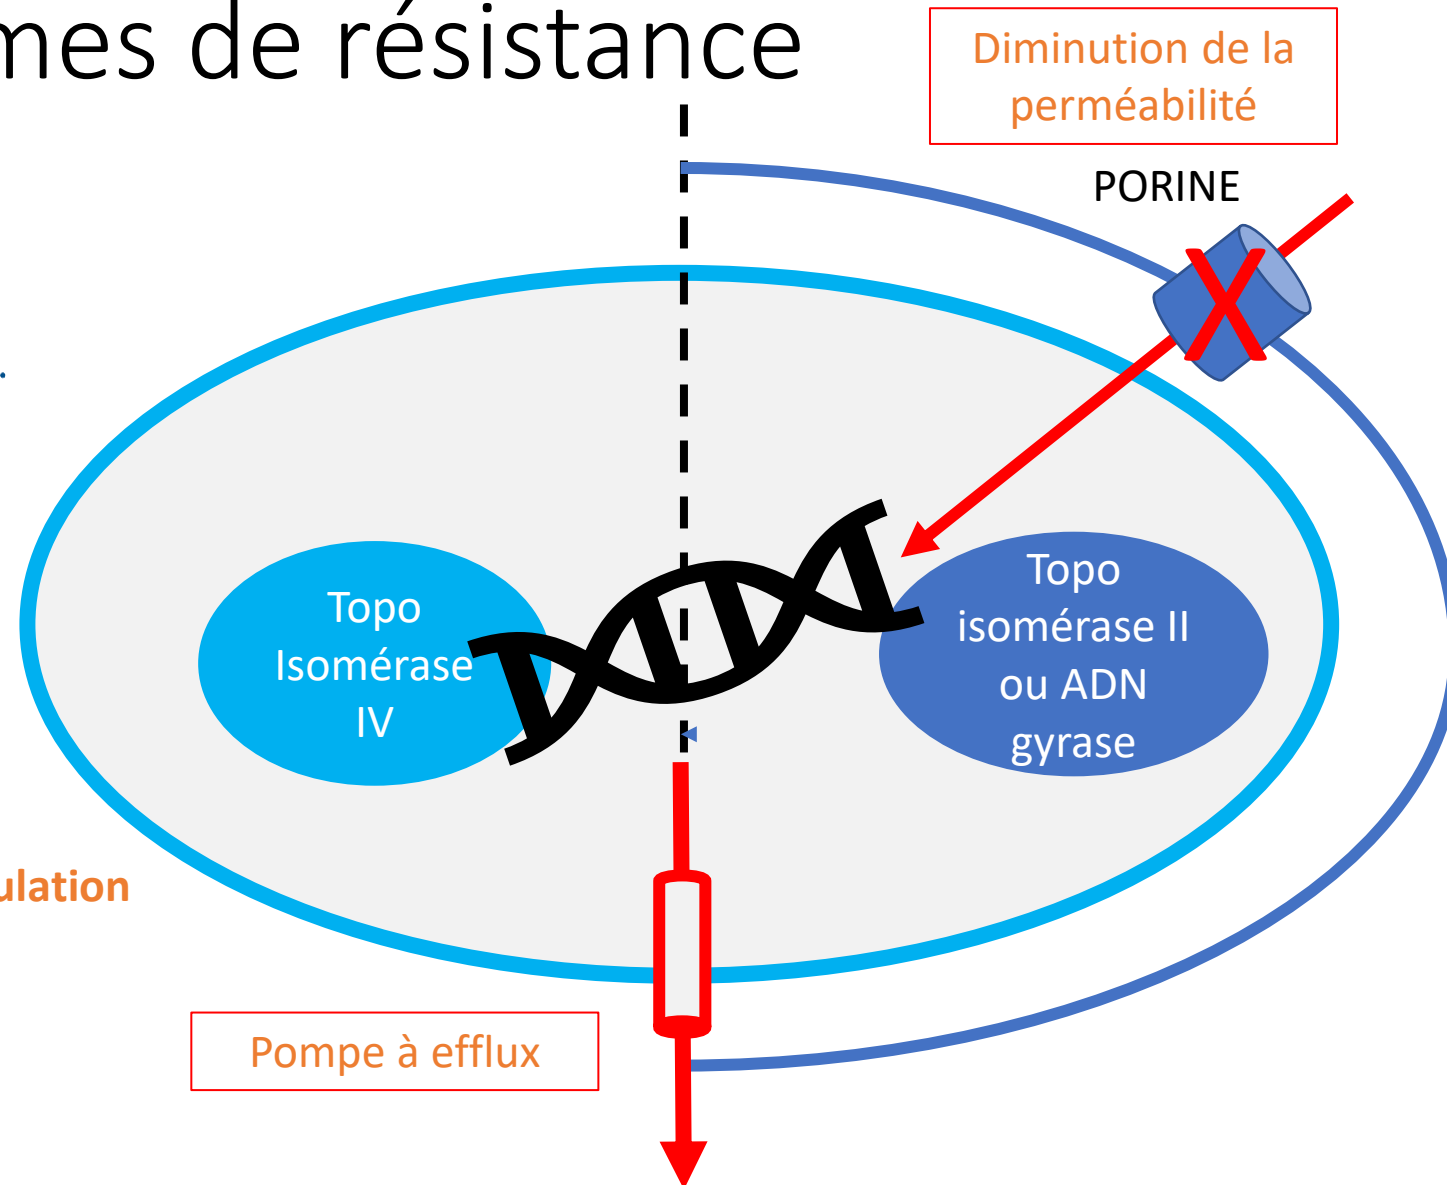 mes de résistance
Diminution de la
perméabilité
PORINE
X
Topo
Isomérase
IV
Topo
isomérase II
ou ADN
gyrase
ulation
Pompe à efflux